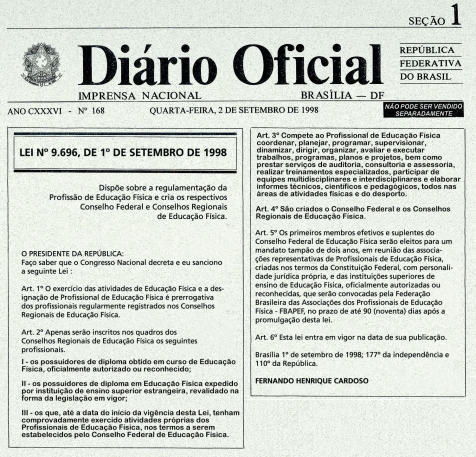 SEÇÃO 1
Diário Oficial
REPÚBLICA
FEDERATIVA
DO BRASIL
IMPRENSA NACIONAL BRASÍLIA — DF
ANO CXXXVI - Nº 168 QUARTA-FEIRA, 2 DE SETEMBRO DE 1998
NÃO PODE SER VENDIDO
SEPARADAMENTE
LEI Nº 9.696, DE 1º DE SETEMBRO DE 1998
Dispõe sobre a regulamentação da
Profissão de Educação Física e cria os respectivos
Conselho Federal e Conselhos Regionais
de Educação Física.
O PRESIDENTE DA REPÚBLICA:
Faço saber que o Congresso Nacional decreta e eu sanciono
a seguinte Lei :
Art. 1º O exercício das atividades de Educação Física e a de-
signação de Profissional de Educação Física é prerrogativa
dos profissionais regularmente registrados nos Conselhos
Regionais de Educação Física.
Art. 2º Apenas serão inscritos nos quadros dos
Conselhos Regionais de Educação Física os seguintes
profissionais.
I - os possuidores de diploma obtido em curso de Educação
Física, oficialmente autorizado ou reconhecido;
II - os possuidores de diploma em Educação Física expedido
por instituição de ensino superior estrangeira, revalidado na
forma da legislação em vigor;
III - os que, até a data do início da vigência desta Lei, tenham
comprovadamente exercido atividades próprias dos
Profissionais de Educação Física, nos termos a serem
estabelecidos pelo Conselho Federal de Educação Física.
Art. 3º Compete ao Profissional de Educação Física
coordenar, planejar, programar, supervisionar,
dinamizar, dirigir, organizar, avaliar e executar
trabalhos, programas, planos e projetos, bem como
prestar serviços de auditoria, consultoria e assessoria,
realizar treinamentos especializados, participar de
equipes multidisciplinares e interdisciplinares e elaborar
informes técnicos, científicos e pedagógicos, todos nas
áreas de atividades físicas e do desporto.
Art. 4º São criados o Conselho Federal e os Conselhos
Regionais de Educação Física.
Art. 5º Os primeiros membros efetivos e suplentes do
Conselho Federal de Educação Física serão eleitos para um
mandato tampão de dois anos, em reunião das associa-
ções representativas de Profissionais de Educação Física,
criadas nos termos da Constituição Federal, com personali-
dade jurídica própria, e das instituições superiores de
ensino de Educação Física, oficialmente autorizadas ou
reconhecidas, que serão convocadas pela Federação
Brasileira das Associações dos Profissionais de Educação
Física - FBAPEF, no prazo de até 90 (noventa) dias após a
promulgação desta lei.
Art. 6º Esta lei entra em vigor na data de sua publicação.
Brasília 1º de setembro de 1998; 177º da independência e
110º da República.
FERNANDO HENRIQUE CARDOSO